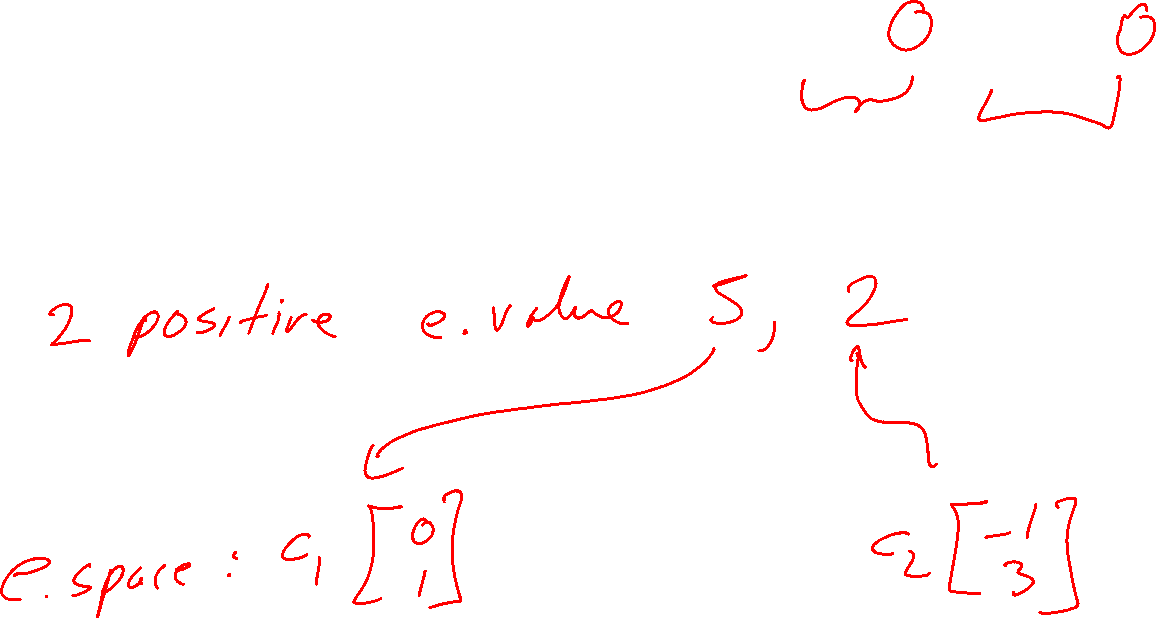 0 0
2 positive e.value 5, 2
e.space: c₁ [0 1] c₂ [-1 3]